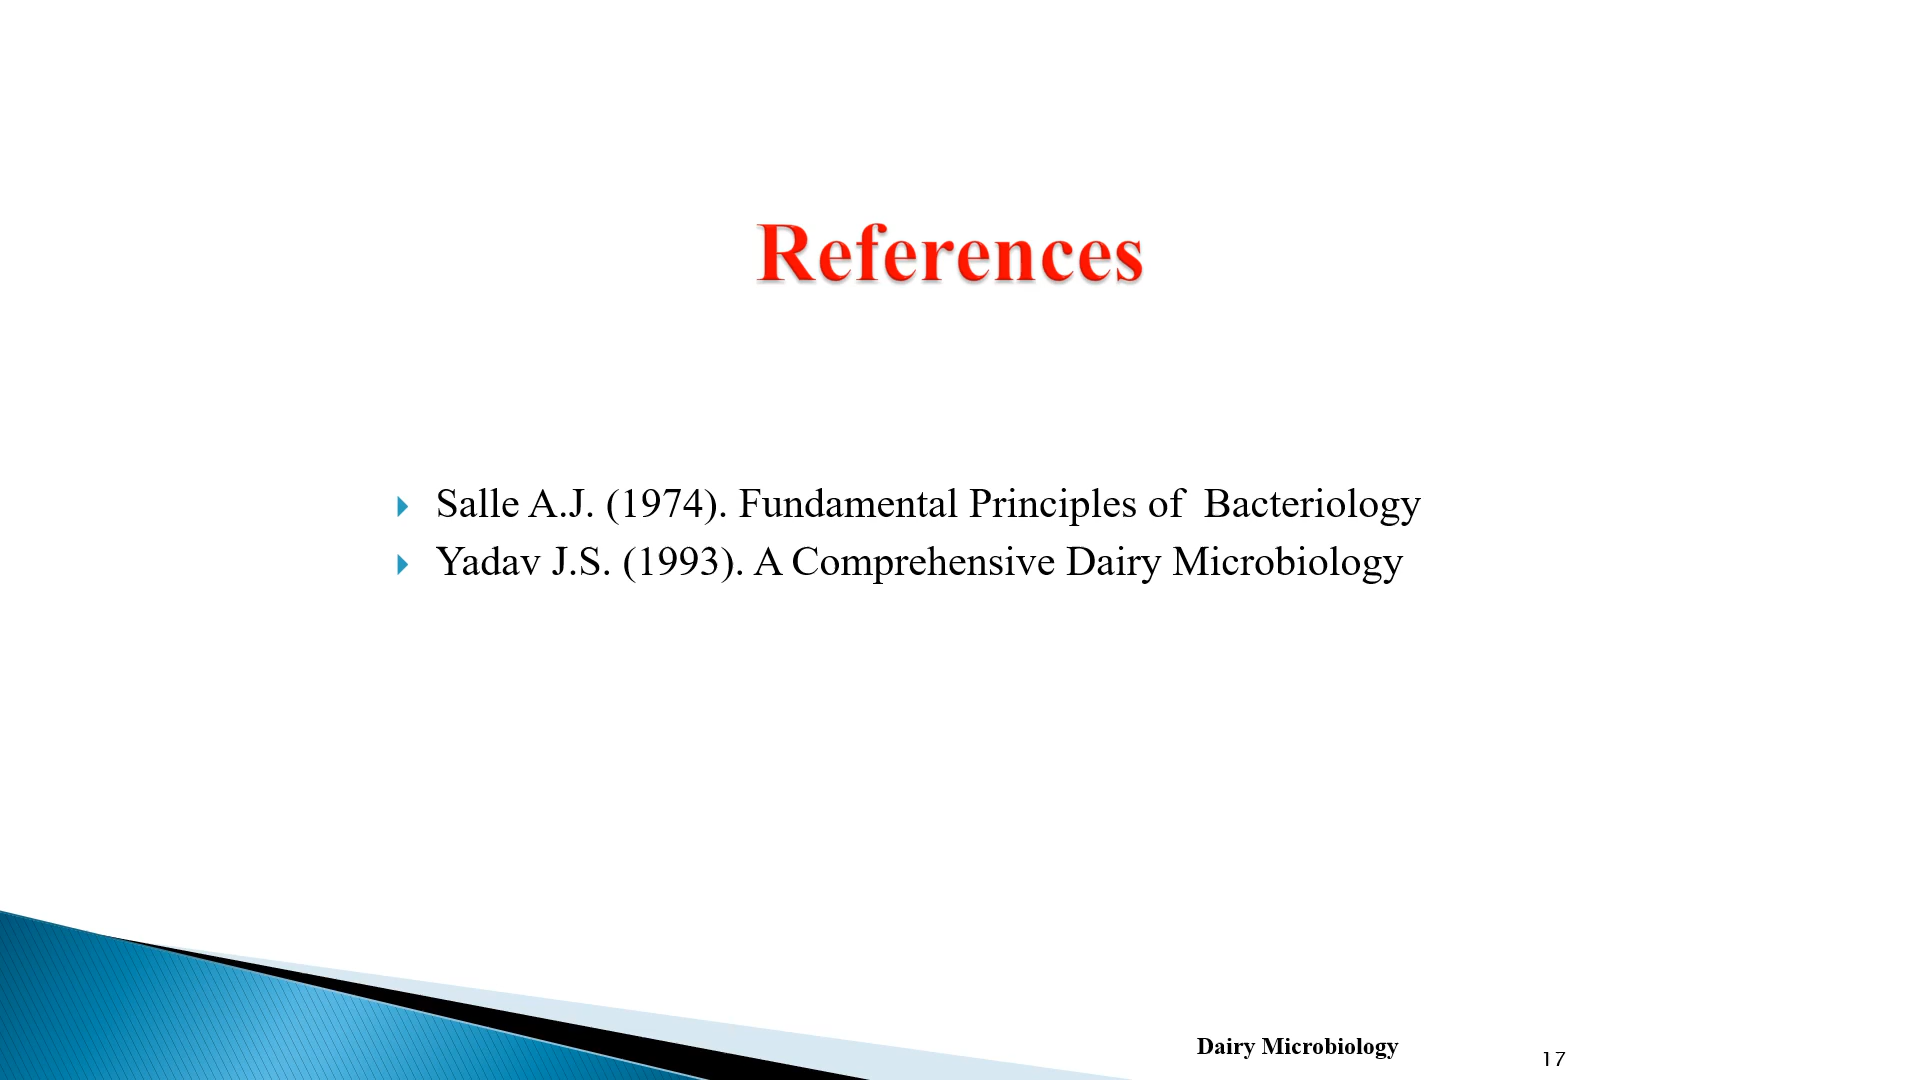 References
Salle A.J. (1974). Fundamental Principles of  Bacteriology
Yadav J.S. (1993). A Comprehensive Dairy Microbiology
Dairy Microbiology
17